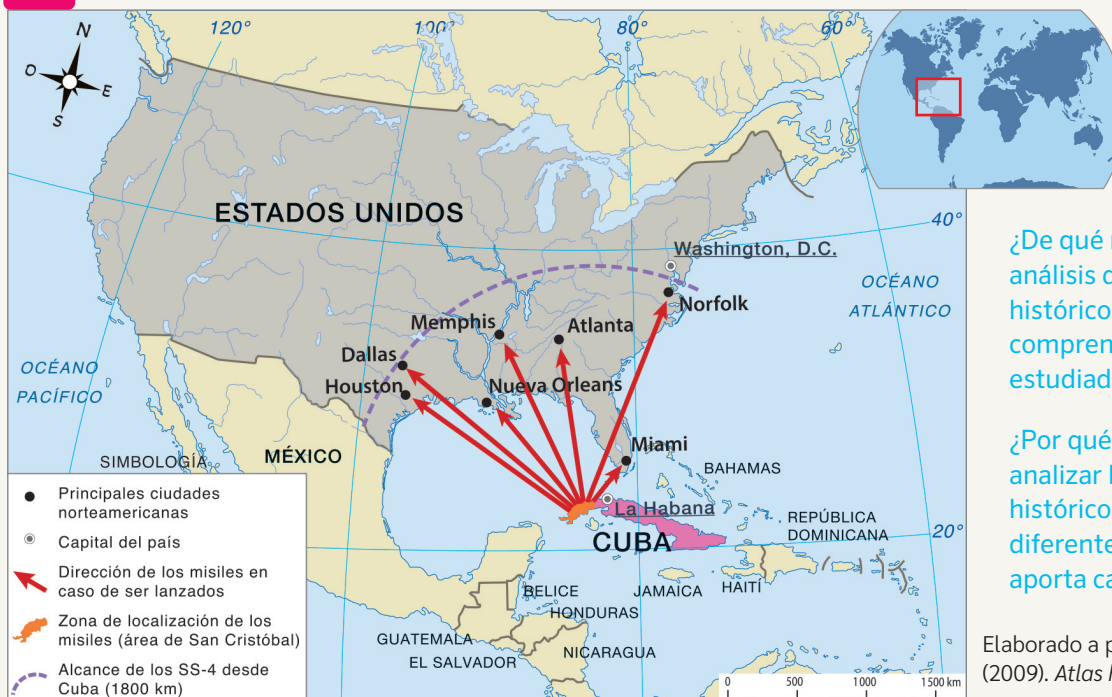 120°
100°
80°
60°
N
O
E
S
ESTADOS UNIDOS
40°
Washington, D.C.
OCÉANO
ATLÁNTICO
Norfolk
Memphis
Atlanta
Dallas
Houston
Nueva Orleans
OCÉANO
PACÍFICO
Miami
MÉXICO
BAHAMAS
La Habana
CUBA
REPÚBLICA
DOMINICANA
20°
BELICE
JAMAICA
HAITÍ
HONDURAS
GUATEMALA
EL SALVADOR
NICARAGUA
SIMBOLOGÍA
Principales ciudades
norteamericanas
Capital del país
Dirección de los misiles en
caso de ser lanzados
Zona de localización de los
misiles (área de San Cristóbal)
Alcance de los SS-4 desde
Cuba (1800 km)
0 500 1000 1500 km
¿De qué
análisis
histórico
estudiad
¿Por qué
analizar
histórico
diferente
aporta
Elaborado a
(2009). Atlas